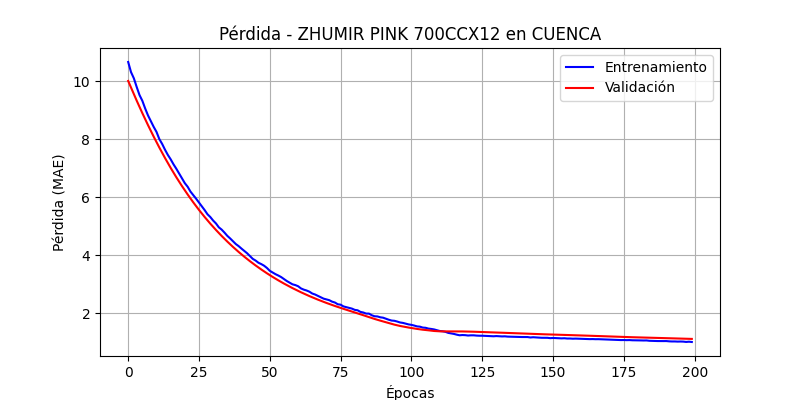 Pérdida - ZHUMIR PINK 700CCX12 en CUENCA
Entrenamiento
Validación
Pérdida (MAE)
10
8
6
4
2
0 25 50 75 100 125 150 175 200
Épocas